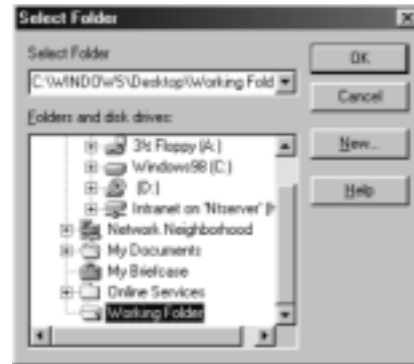 Select Folder
Select Folder
C:\WINDOWS\Desktop\Working Fold
Folders and disk drives:
3½ Floppy (A:)
Windows98 (C:)
(D:)
Intranet on 'Ntserver' (
Network Neighborhood
My Documents
My Briefcase
Online Services
Working Folder
OK
Cancel
New...
Help